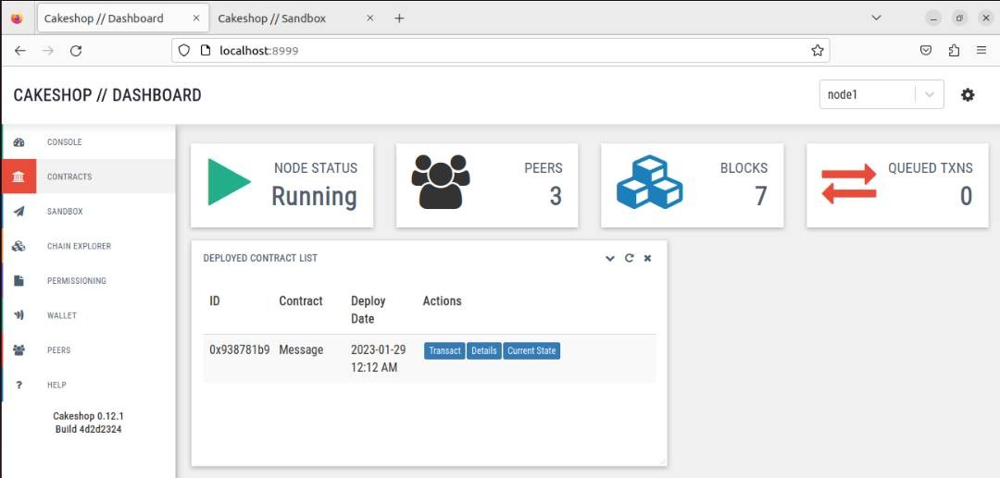 Cakeshop // Dashboard
Cakeshop // Sandbox
localhost:8999
CAKESHOP // DASHBOARD
node1
CONSOLE
CONTRACTS
SANDBOX
CHAIN EXPLORER
PERMISSIONING
WALLET
PEERS
HELP
Cakeshop 0.12.1
Build 4d2d2324
NODE STATUS
Running
PEERS
3
BLOCKS
7
QUEUED TXNS
0
DEPLOYED CONTRACT LIST
ID Contract Deploy Actions
Date
0x938781b9 Message 2023-01-29 Transact Details Current State
12:12 AM